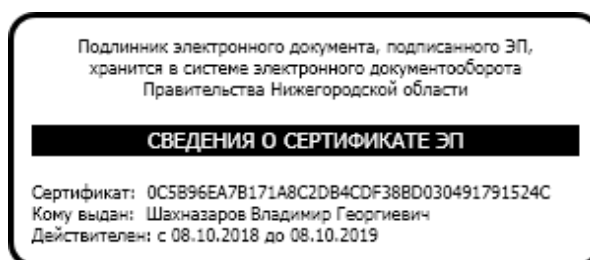 Подлинник электронного документа, подписанного ЭП,
хранится в системе электронного документооборота
Правительства Нижегородской области
СВЕДЕНИЯ О СЕРТИФИКАТЕ ЭП
Сертификат: 0C5B96EA7B171A8C2DB4CDF38BD030491791524C
Кому выдан: Шахназаров Владимир Георгиевич
Действителен: с 08.10.2018 до 08.10.2019